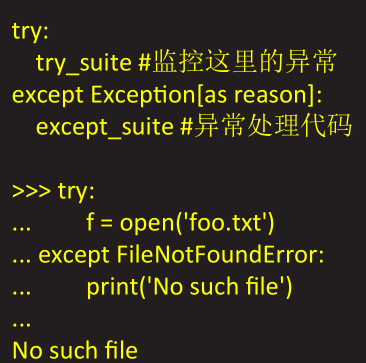 try:
    try_suite #监控这里的异常
except Exception[as reason]:
    except_suite #异常处理代码

>>> try:
...       f = open('foo.txt')
... except FileNotFoundError:
...       print('No such file')
...
No such file